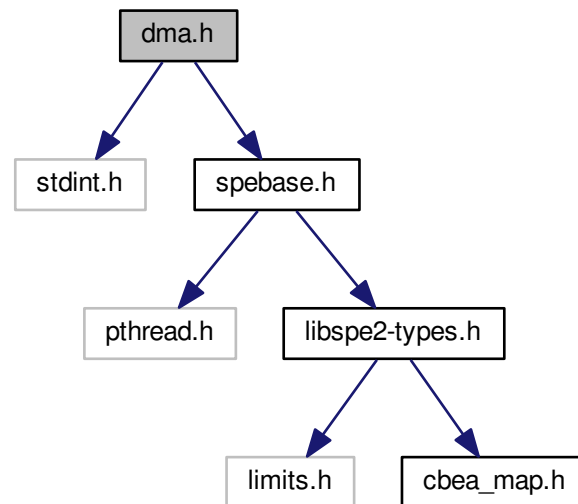 dma.h
stdint.h
spebase.h
pthread.h
libspe2-types.h
limits.h
cbea_map.h